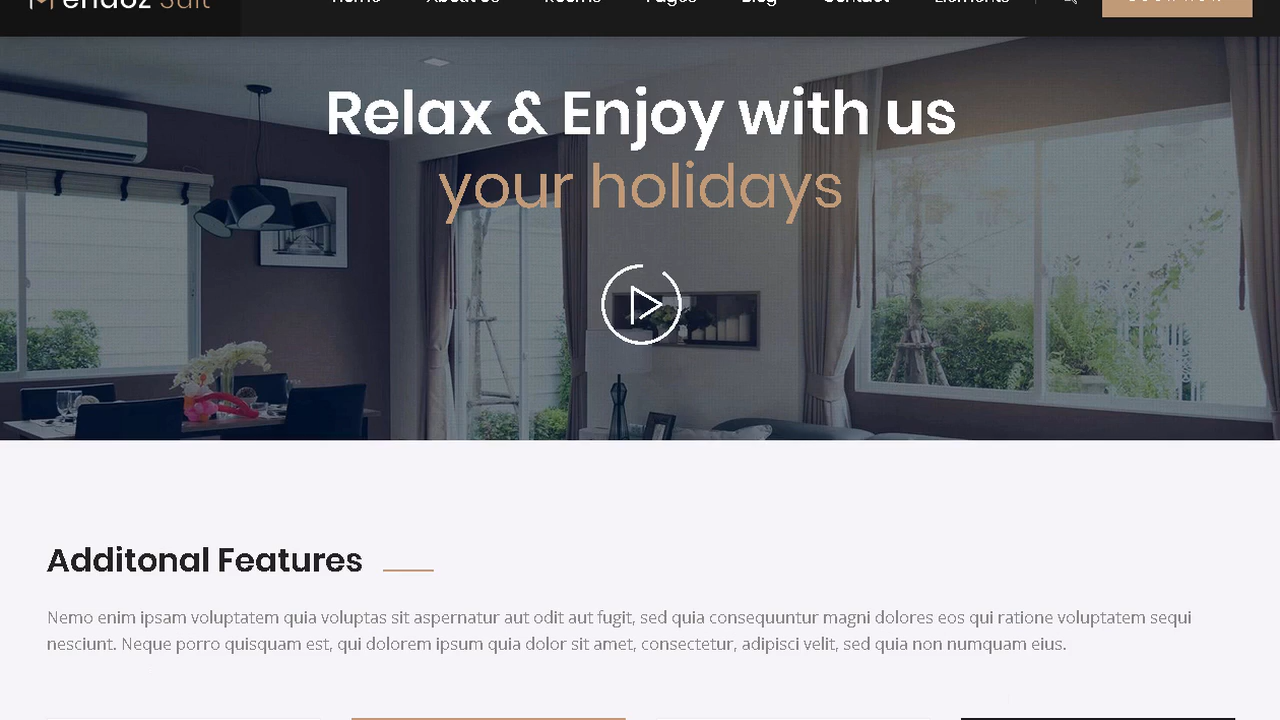 Relax & Enjoy with us
your holidays
Additonal Features
Nemo enim ipsam voluptatem quia voluptas sit aspernatur aut odit aut fugit, sed quia consequuntur magni dolores eos qui ratione voluptatem sequi
nesciunt. Neque porro quisquam est, qui dolorem ipsum quia dolor sit amet, consectetur, adipisci velit, sed quia non numquam eius.